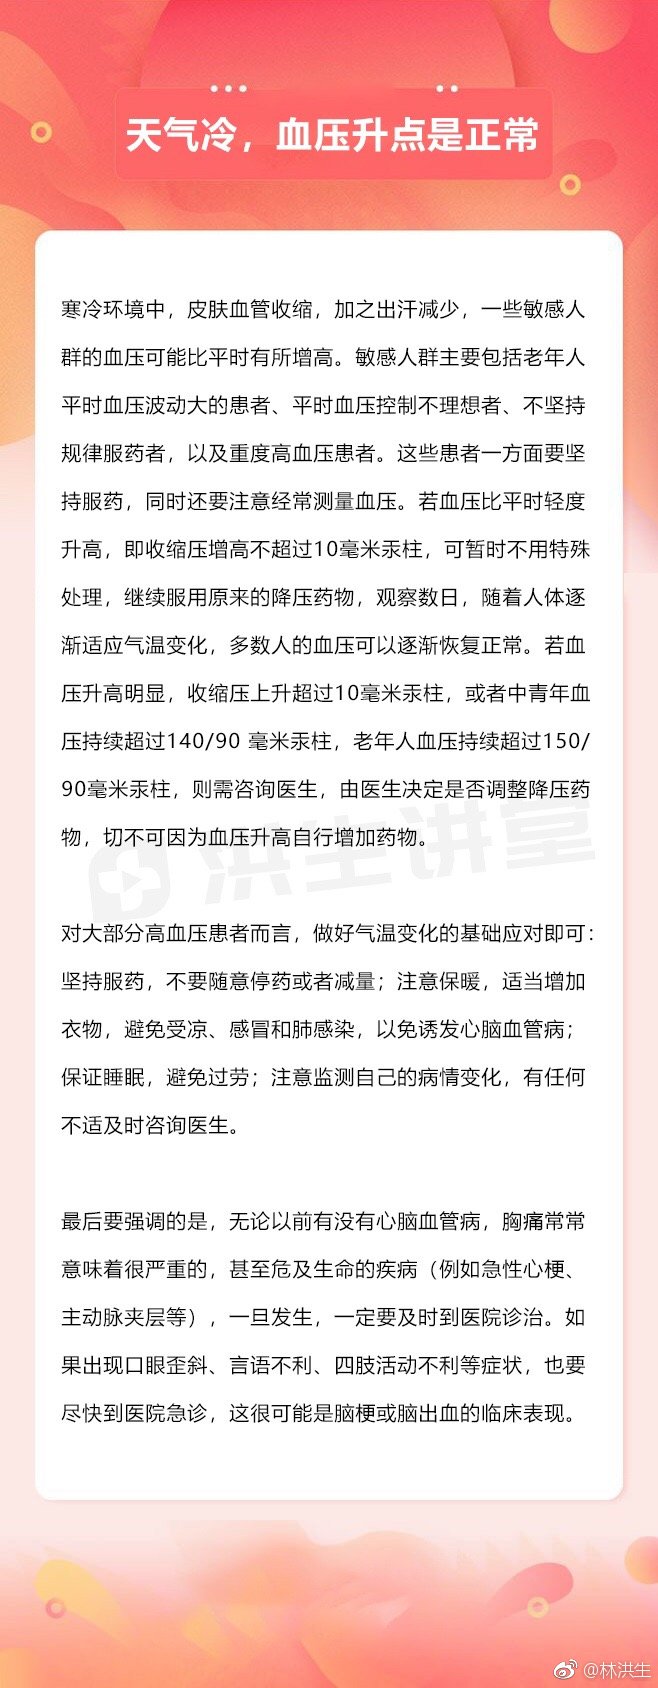 天气冷，血压升点是正常
寒冷环境中，皮肤血管收缩，加之出汗减少，一些敏感人
群的血压可能比平时有所增高。敏感人群主要包括老年人
平时血压波动大的患者、平时血压控制不理想者、不坚持
规律服药者，以及重度高血压患者。这些患者一方面要坚
持服药，同时还要注意经常测量血压。若血压比平时轻度
升高，即收缩压增高不超过10毫米汞柱，可暂时不用特殊
处理，继续服用原来的降压药物，观察数日，随着人体逐
渐适应气温变化，多数人的血压可以逐渐恢复正常。若血
压升高明显，收缩压上升超过10毫米汞柱，或者中青年血
压持续超过140/90 毫米汞柱，老年人血压持续超过150/
90毫米汞柱，则需咨询医生，由医生决定是否调整降压药
物，切不可因为血压升高自行增加药物。
洪生讲堂
对大部分高血压患者而言，做好气温变化的基础应对即可：
坚持服药，不要随意停药或者减量；注意保暖，适当增加
衣物，避免受凉、感冒和肺感染，以免诱发心脑血管病；
保证睡眠，避免过劳；注意监测自己的病情变化，有任何
不适及时咨询医生。
最后要强调的是，无论以前有没有心脑血管病，胸痛常常
意味着很严重的，甚至危及生命的疾病（例如急性心梗、
主动脉夹层等），一旦发生，一定要及时到医院诊治。如
果出现口眼歪斜、言语不利、四肢活动不利等症状，也要
尽快到医院急诊，这很可能是脑梗或脑出血的临床表现。
@林洪生